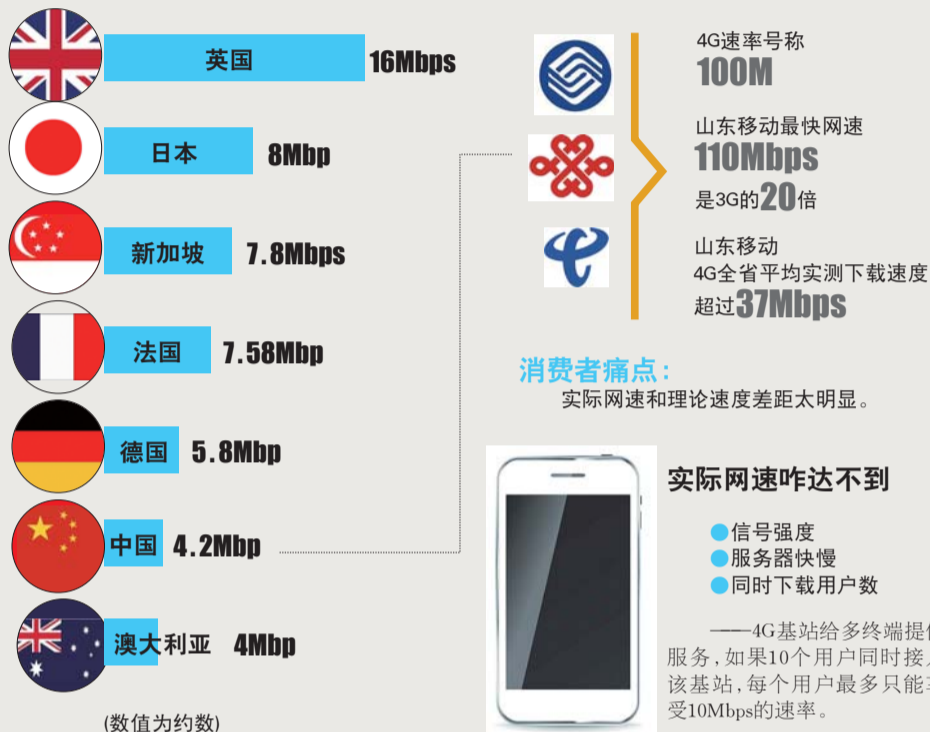 英国 16Mbps
日本 8Mbp
新加坡 7.8Mbps
法国 7.58Mbp
德国 5.8Mbp
中国 4.2Mbp
澳大利亚 4Mbp
(数值为约数)
4G速率号称
100M
山东移动最快网速
110Mbps
是3G的20倍
山东移动
4G全省平均实测下载速度
超过37Mbps
消费者痛点:
实际网速和理论速度差距太明显。
实际网速咋达不到
●信号强度
●服务器快慢
●同时下载用户数
——4G基站给多终端提
服务,如果10个用户同时接
该基站,每个用户最多只能
受10Mbps的速率。